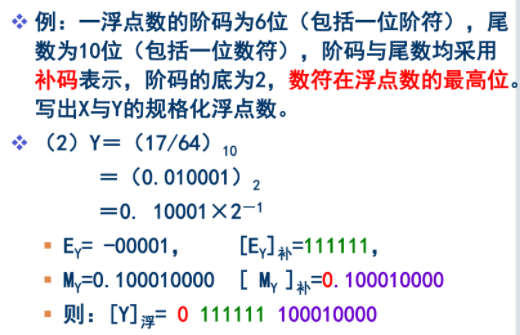 ❖ 例：一浮点数的阶码为6位（包括一位阶符），尾
数为10位（包括一位数符），阶码与尾数均采用
补码表示，阶码的底为2，数符在浮点数的最高位。
写出X与Y的规格化浮点数。
❖ （2）Y＝（17/64）₁₀
＝（0.010001）₂
＝0. 10001×2⁻¹
▪ E_Y= -00001, [E_Y]补=111111,
▪ M_Y=0.100010000 [ M_Y ]补=0.100010000
▪ 则：[Y]浮= 0 111111 100010000